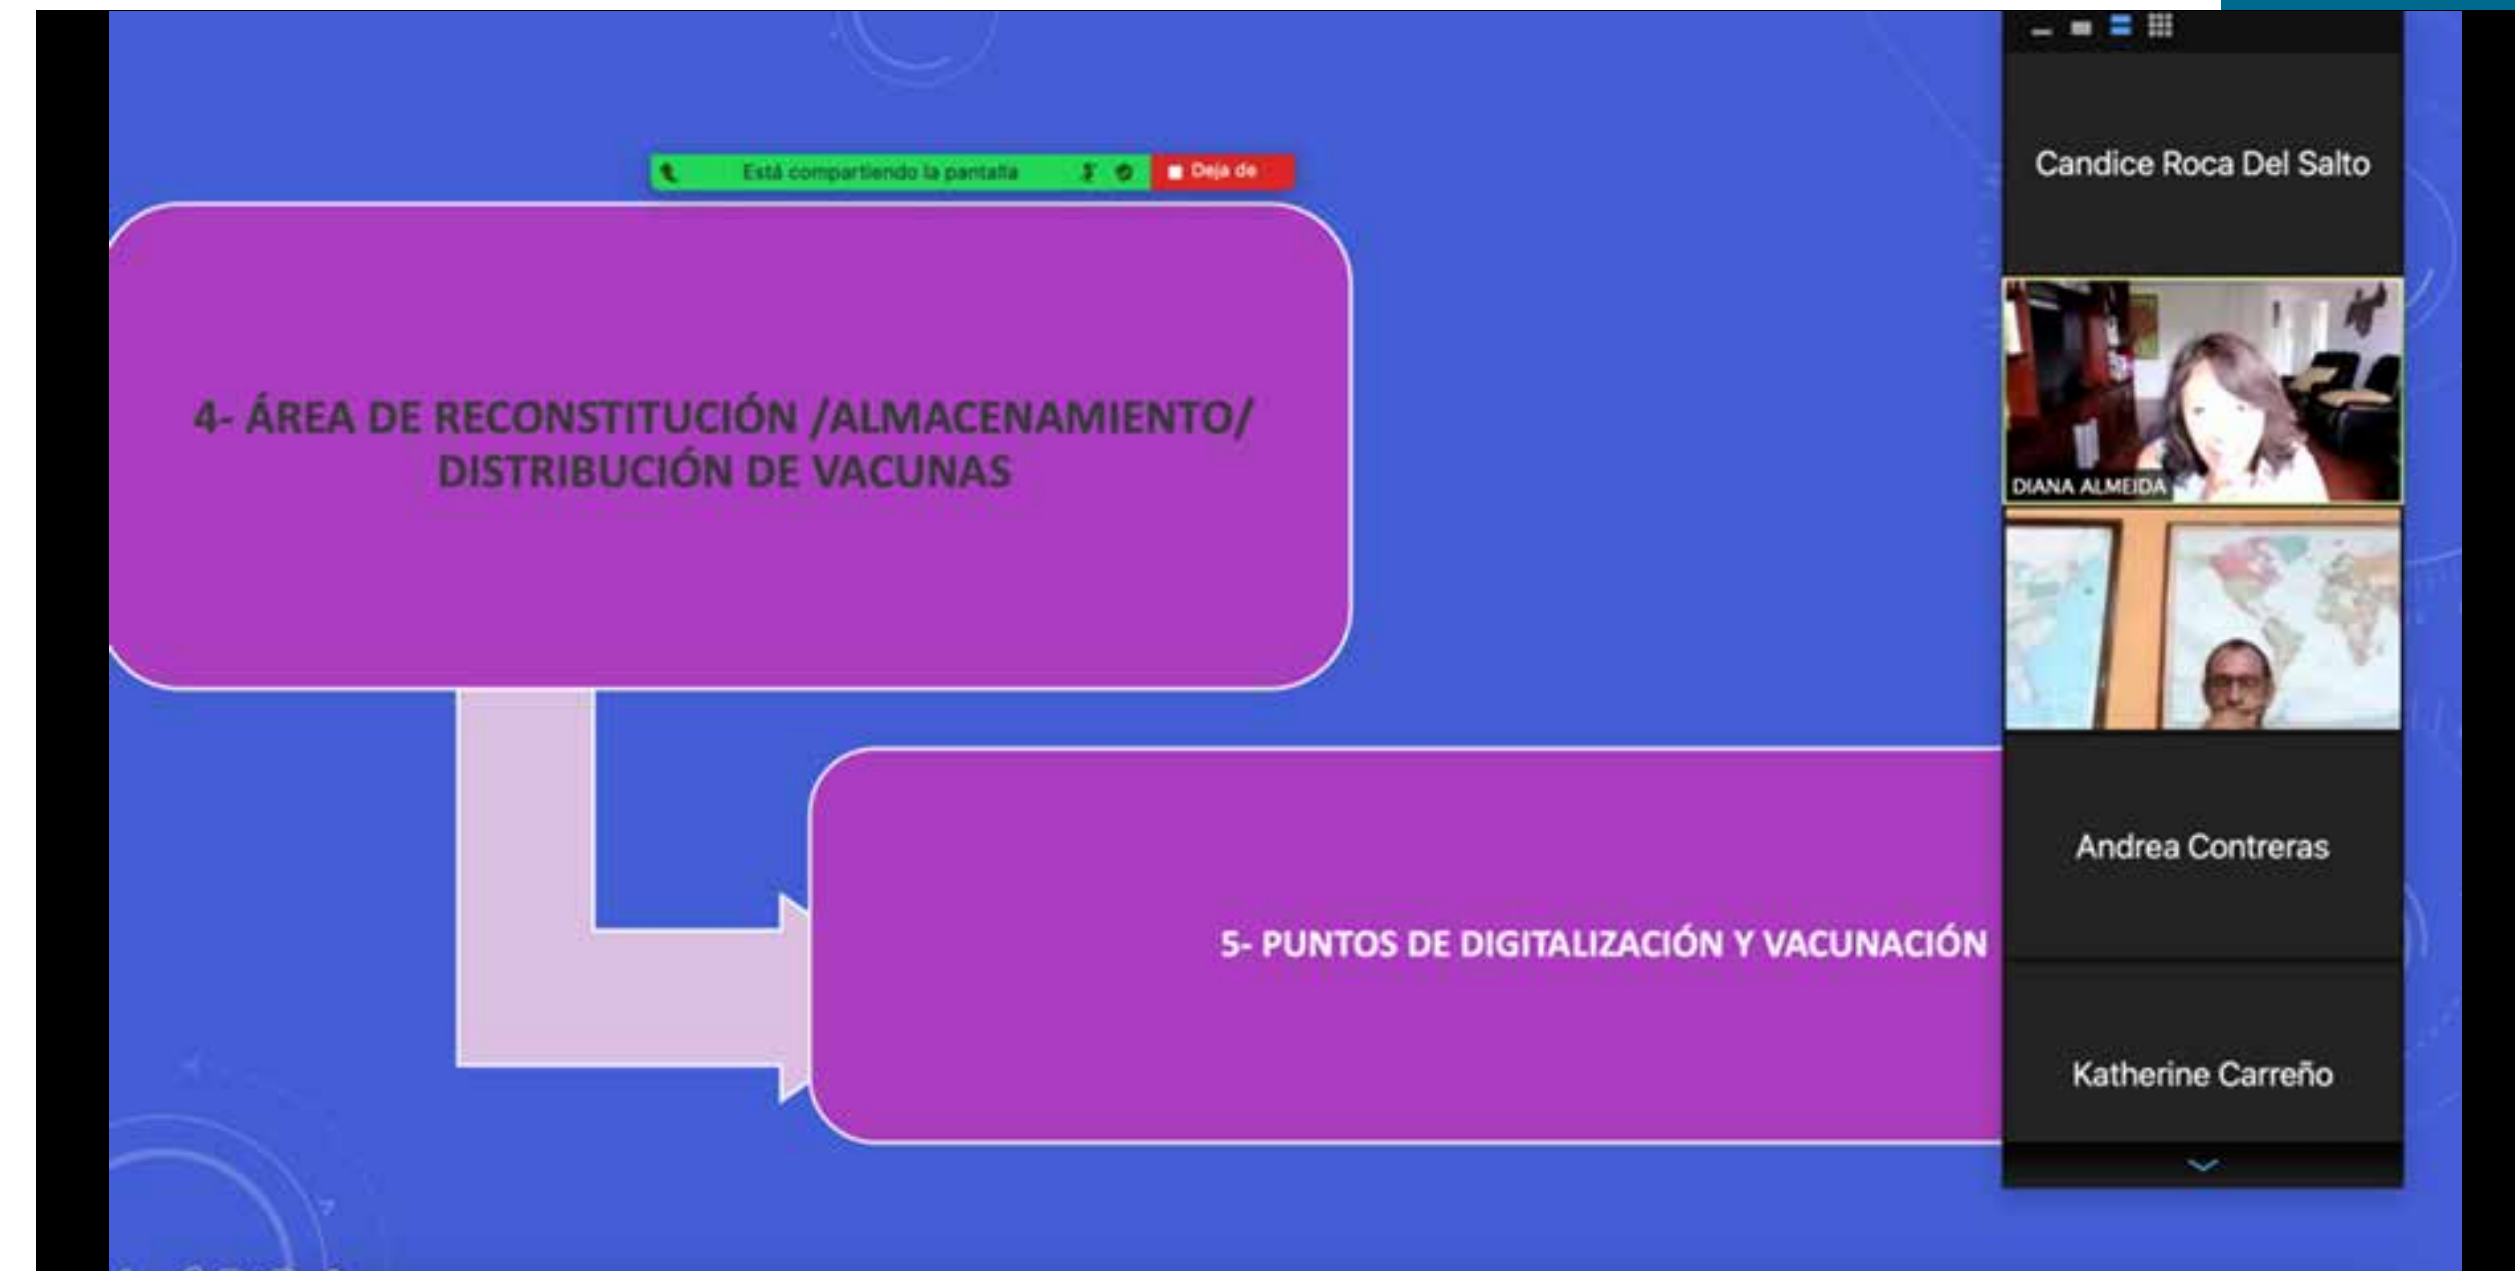 Está compartiendo la pantalla
Deja de
4- ÁREA DE RECONSTITUCIÓN /ALMACENAMIENTO/
DISTRIBUCIÓN DE VACUNAS
5- PUNTOS DE DIGITALIZACIÓN Y VACUNACIÓN
Candice Roca Del Salto
DIANA ALMEIDA
Andrea Contreras
Katherine Carreño